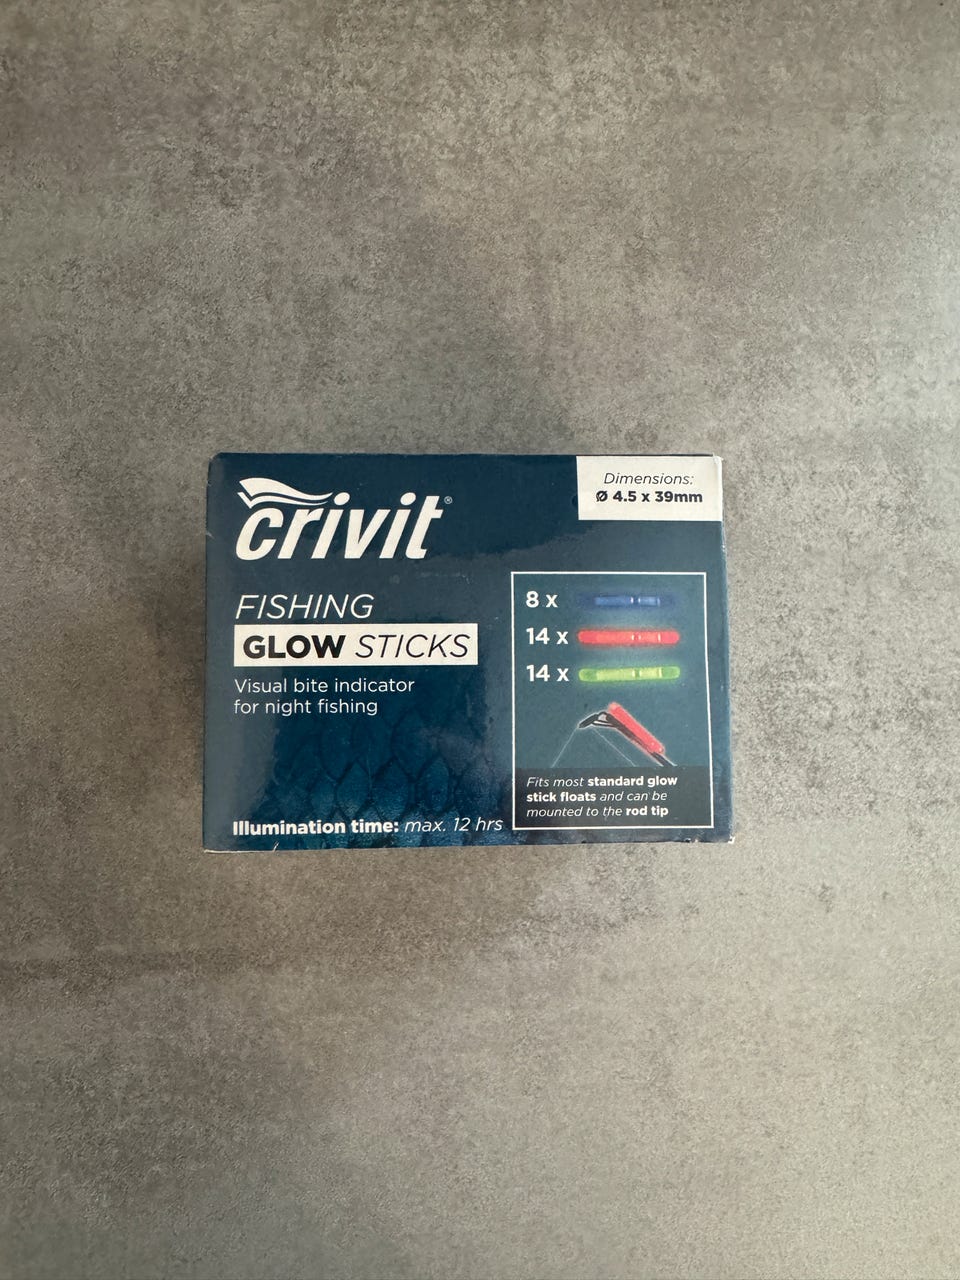 crivit®
Dimensions:
Ø 4.5 x 39mm
FISHING
GLOW STICKS
Visual bite indicator
for night fishing
8 x
14 x
14 x
Fits most standard glow
stick floats and can be
mounted to the rod tip
Illumination time: max. 12 hrs